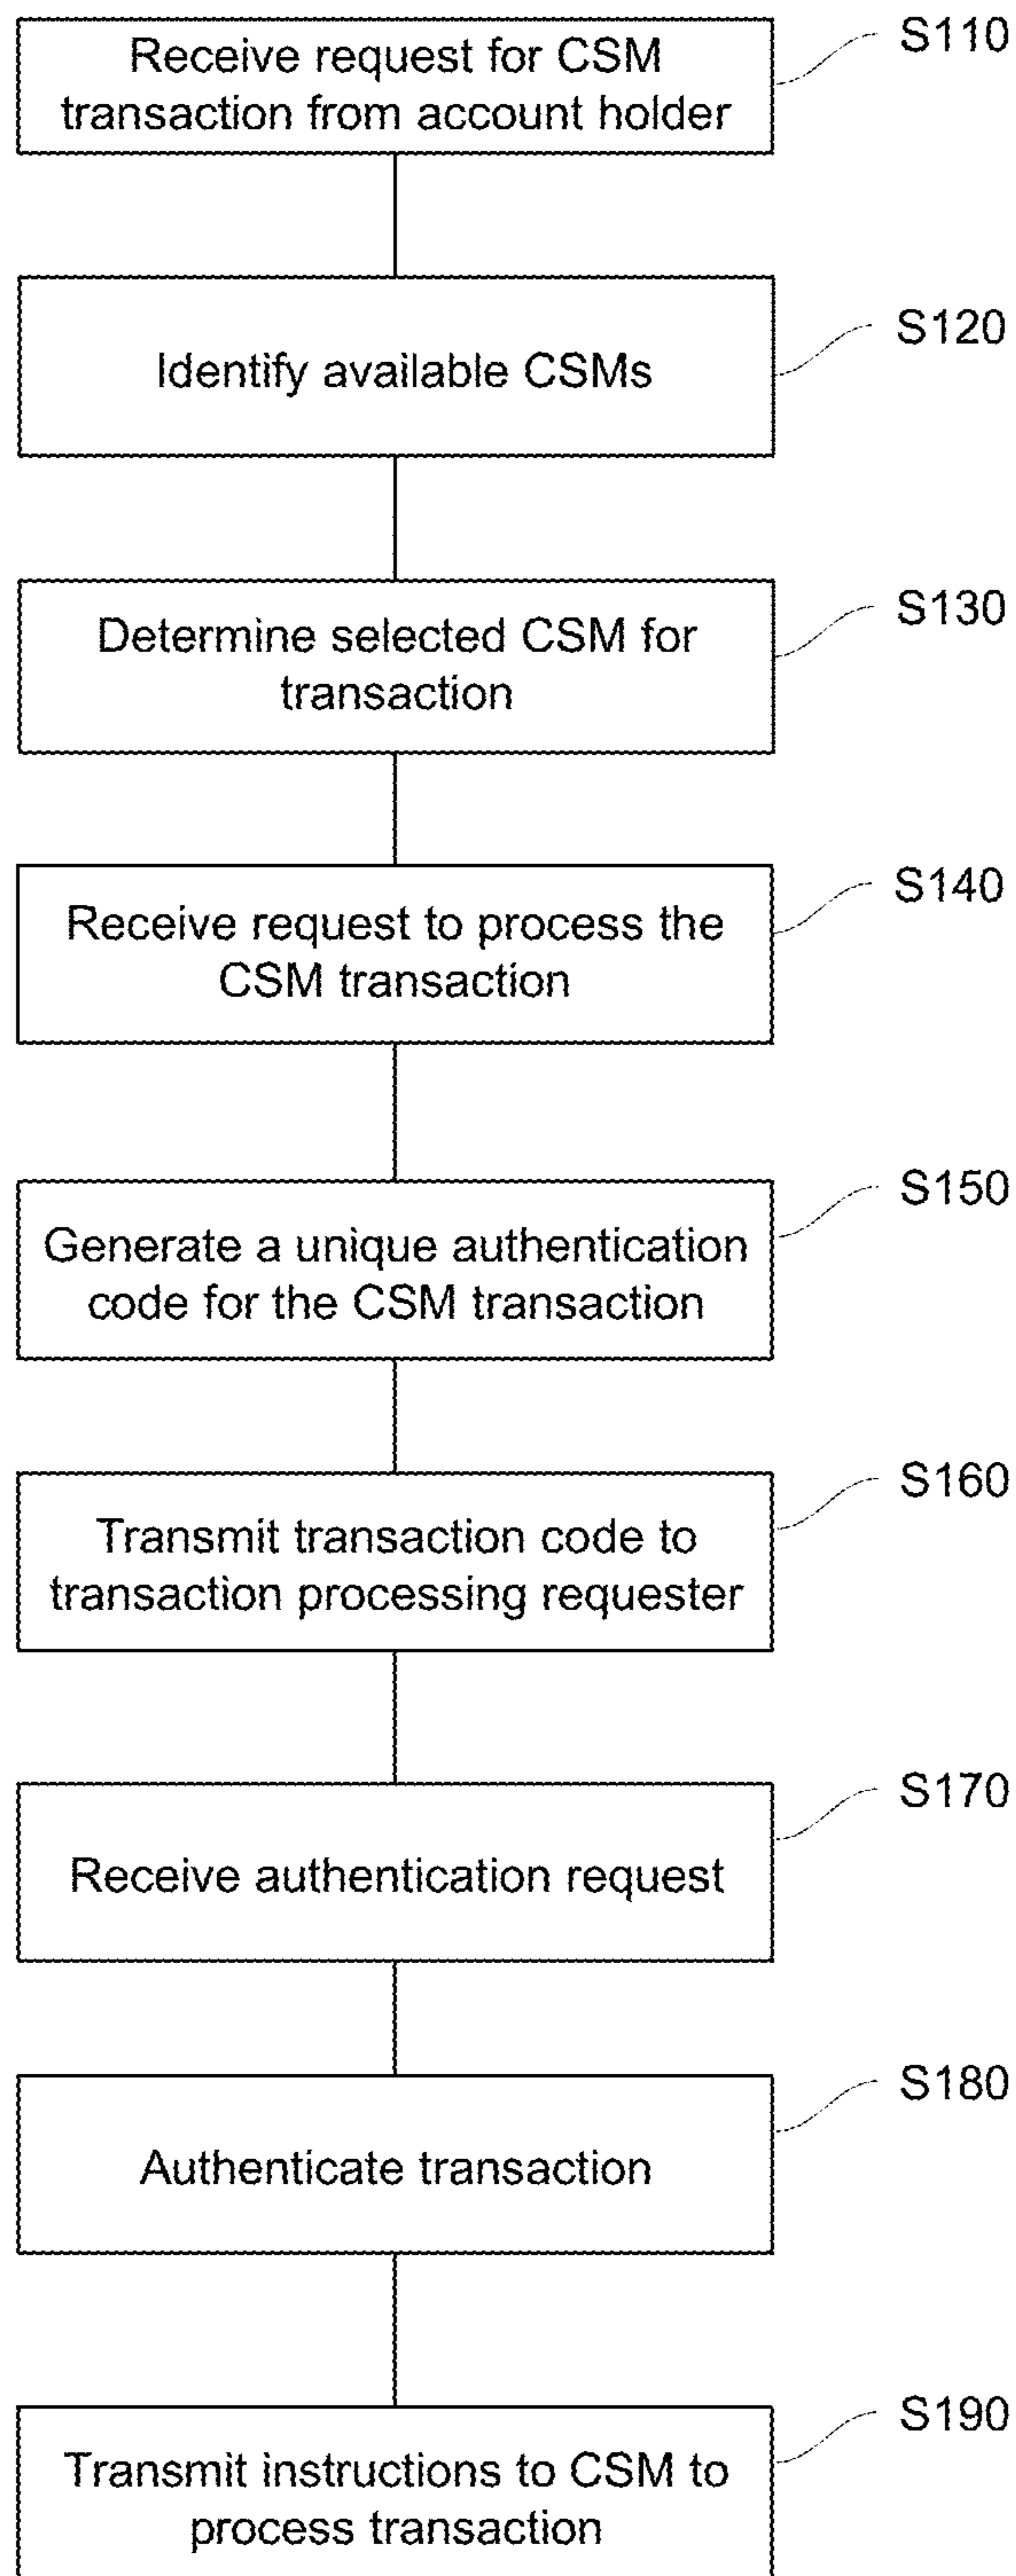 Receive request for CSM
transaction from account holder
S110
Identify available CSMs
S120
Determine selected CSM for
transaction
S130
Receive request to process the
CSM transaction
S140
Generate a unique authentication
code for the CSM transaction
S150
Transmit transaction code to
transaction processing requester
S160
Receive authentication request
S170
Authenticate transaction
S180
Transmit instructions to CSM to
process transaction
S190